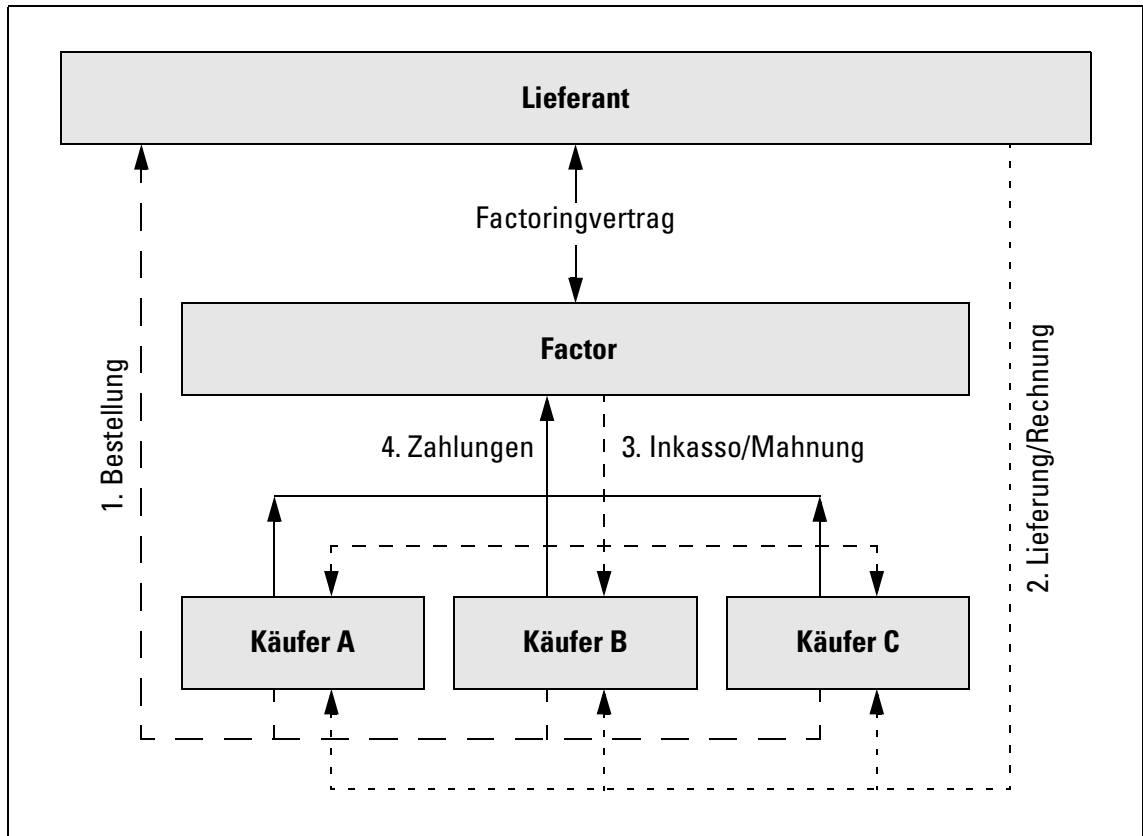 Lieferant
Factoringvertrag
Factor
1. Bestellung
2. Lieferung/Rechnung
4. Zahlungen
3. Inkasso/Mahnung
Käufer A
Käufer B
Käufer C